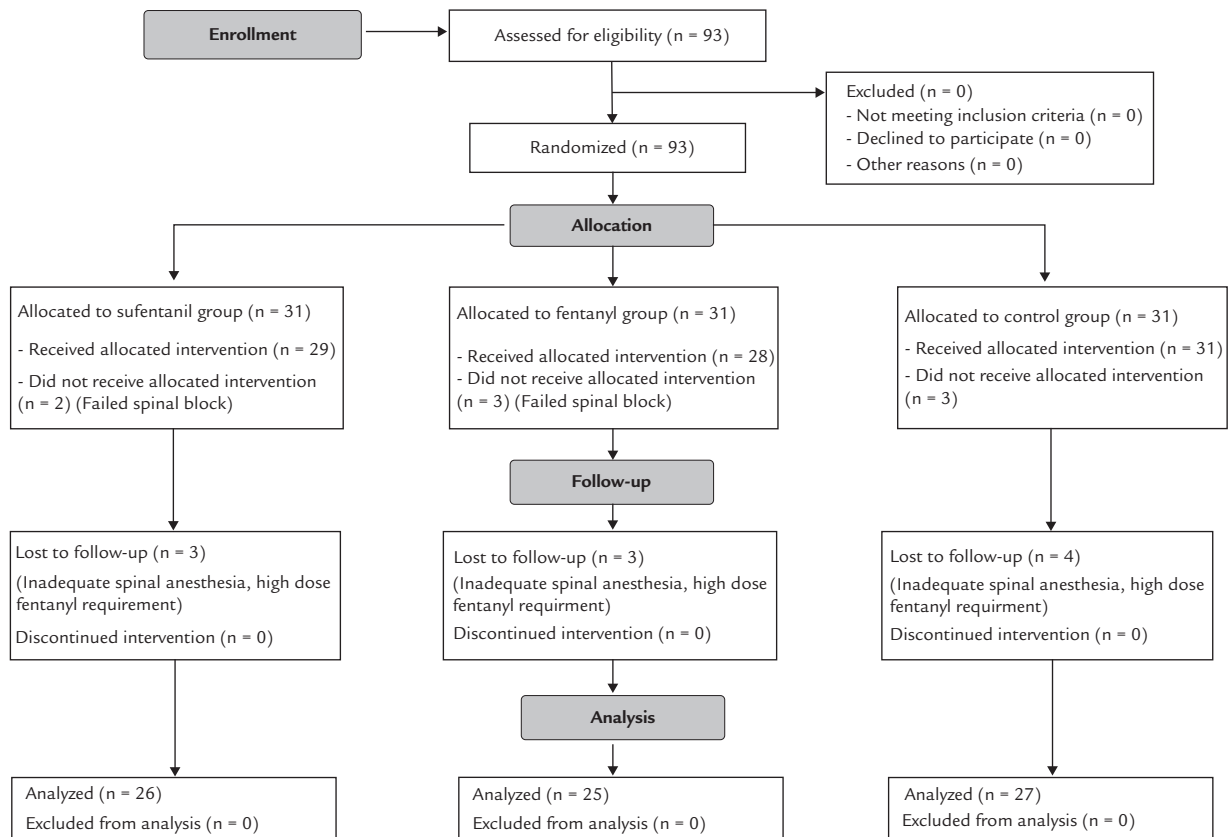 Enrollment
Assessed for eligibility (n = 93)
Excluded (n = 0)
- Not meeting inclusion criteria (n = 0)
- Declined to participate (n = 0)
- Other reasons (n = 0)
Randomized (n = 93)
Allocation
Allocated to sufentanil group (n = 31)
- Received allocated intervention (n = 29)
- Did not receive allocated intervention
(n = 2) (Failed spinal block)
Allocated to fentanyl group (n = 31)
- Received allocated intervention (n = 28)
- Did not receive allocated intervention
(n = 3) (Failed spinal block)
Allocated to control group (n = 31)
- Received allocated intervention (n = 31)
- Did not receive allocated intervention
(n = 3)
Follow-up
Lost to follow-up (n = 3)
(Inadequate spinal anesthesia, high dose
fentanyl requirement)
Discontinued intervention (n = 0)
Lost to follow-up (n = 3)
(Inadequate spinal anesthesia, high dose
fentanyl requirment)
Discontinued intervention (n = 0)
Lost to follow-up (n = 4)
(Inadequate spinal anesthesia, high dose
fentanyl requirment)
Discontinued intervention (n = 0)
Analysis
Analyzed (n = 26)
Excluded from analysis (n = 0)
Analyzed (n = 25)
Excluded from analysis (n = 0)
Analyzed (n = 27)
Excluded from analysis (n = 0)